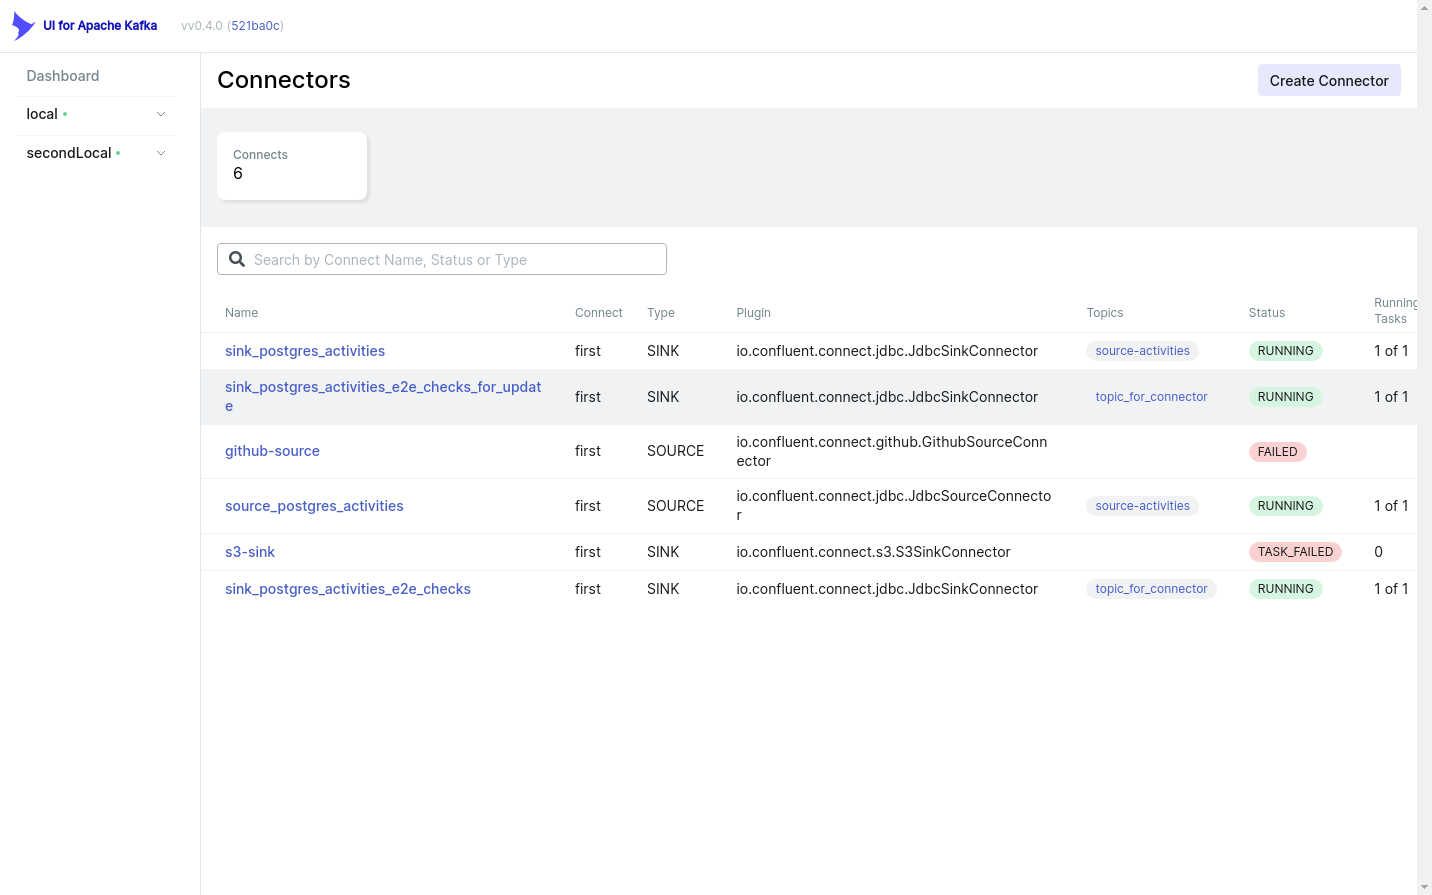 UI for Apache Kafka vv0.4.0 (521ba0c)
Dashboard
local
secondLocal
Connectors
Create Connector
Connects
6
Search by Connect Name, Status or Type
Name Connect Type Plugin Topics Status Running
Tasks
sink_postgres_activities first SINK io.confluent.connect.jdbc.JdbcSinkConnector source-activities RUNNING 1 of 1
sink_postgres_activities_e2e_checks_for_updat
e first SINK io.confluent.connect.jdbc.JdbcSinkConnector topic_for_connector RUNNING 1 of 1
github-source first SOURCE io.confluent.connect.github.GithubSourceConn
ector FAILED
source_postgres_activities first SOURCE io.confluent.connect.jdbc.JdbcSourceConnecto
r source-activities RUNNING 1 of 1
s3-sink first SINK io.confluent.connect.s3.S3SinkConnector TASK_FAILED 0
sink_postgres_activities_e2e_checks first SINK io.confluent.connect.jdbc.JdbcSinkConnector topic_for_connector RUNNING 1 of 1